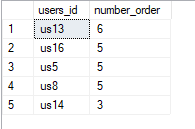 users_id number_order
1 us13 6
2 us16 5
3 us5 5
4 us8 5
5 us14 3